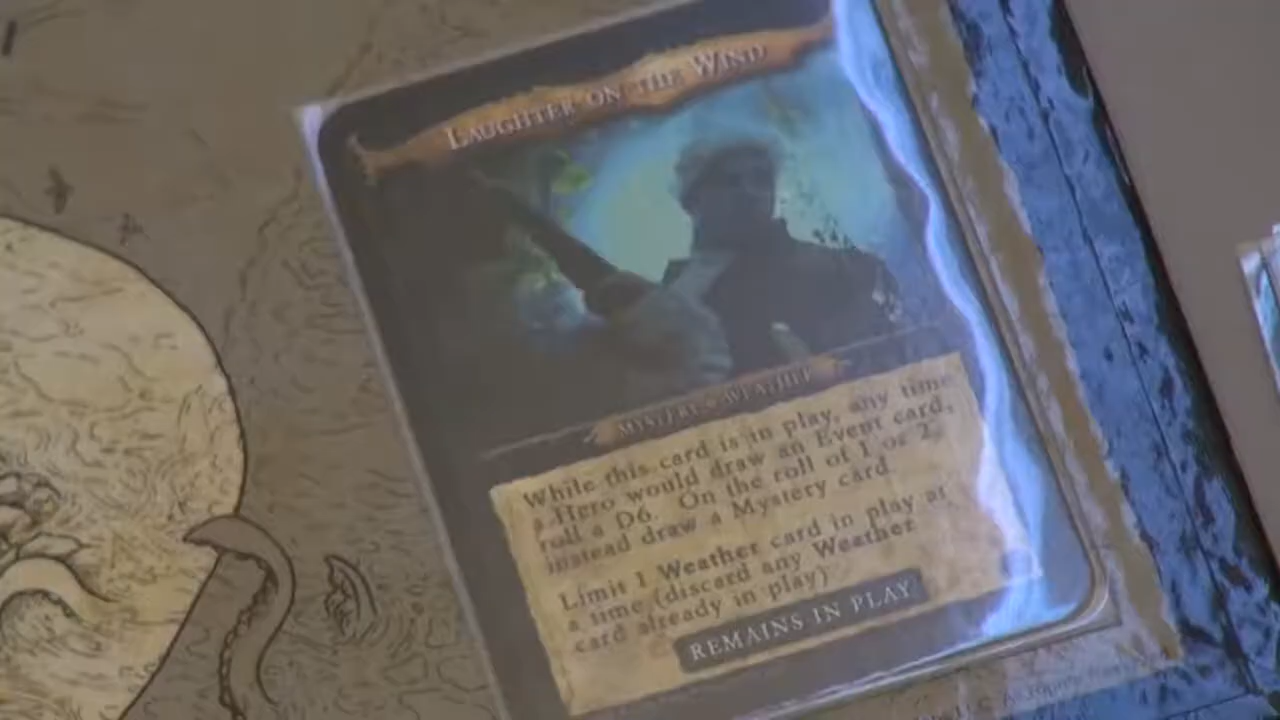 LAUGHTER ON THE WIND
MYSTERY • WEATHER
While this card is in play, any time
a Hero would draw an Event card,
roll a D6. On the roll of 1 or 2,
instead draw a Mystery card.
Limit 1 Weather card in play at
a time (discard any Weather
card already in play)
REMAINS IN PLAY